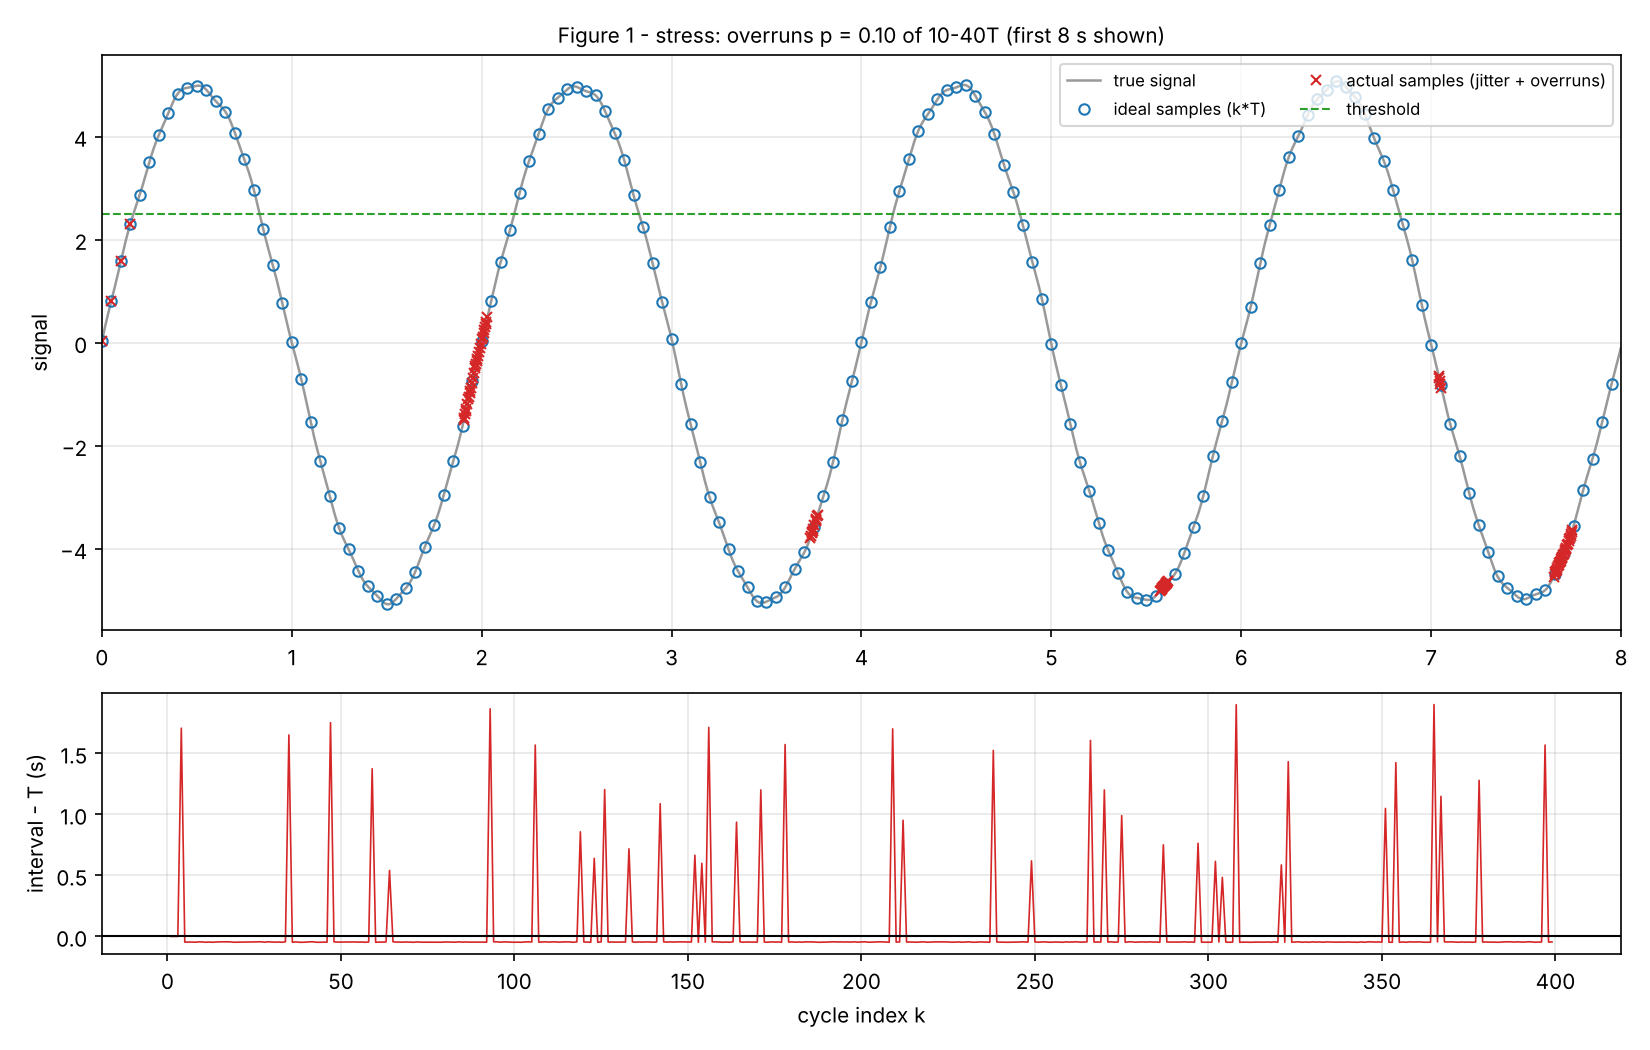 Figure 1 - stress: overruns p = 0.10 of 10-40T (first 8 s shown)
true signal
ideal samples (k*T)
actual samples (jitter + overruns)
threshold
signal
4
2
0
−2
−4
0 1 2 3 4 5 6 7 8
interval - T (s)
1.5
1.0
0.5
0.0
0 50 100 150 200 250 300 350 400
cycle index k